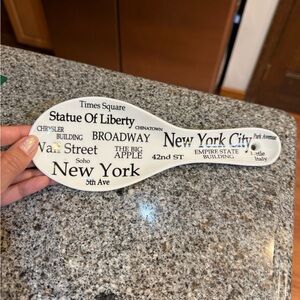 Times Square
Statue Of Liberty
CHINATOWN
CHRYSLER
BUILDING
BROADWAY
New York City
Park Avenue
Wall Street
THE BIG
APPLE
42nd ST.
EMPIRE STATE
BUILDING
Little
Italy
Soho
New York
5th Ave